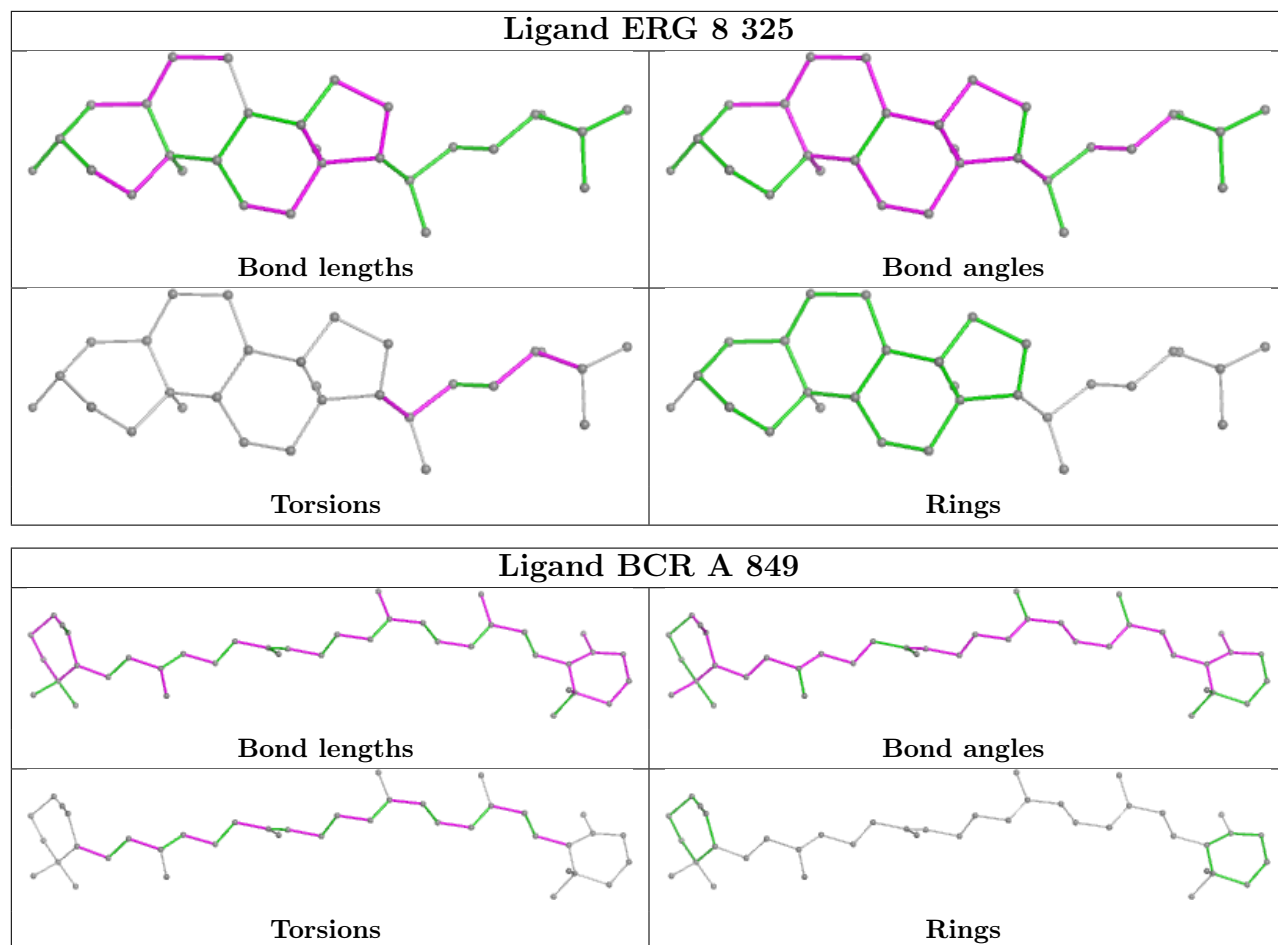 Ligand ERG 8 325
Bond lengths
Bond angles
Torsions
Rings
Ligand BCR A 849
Bond lengths
Bond angles
Torsions
Rings